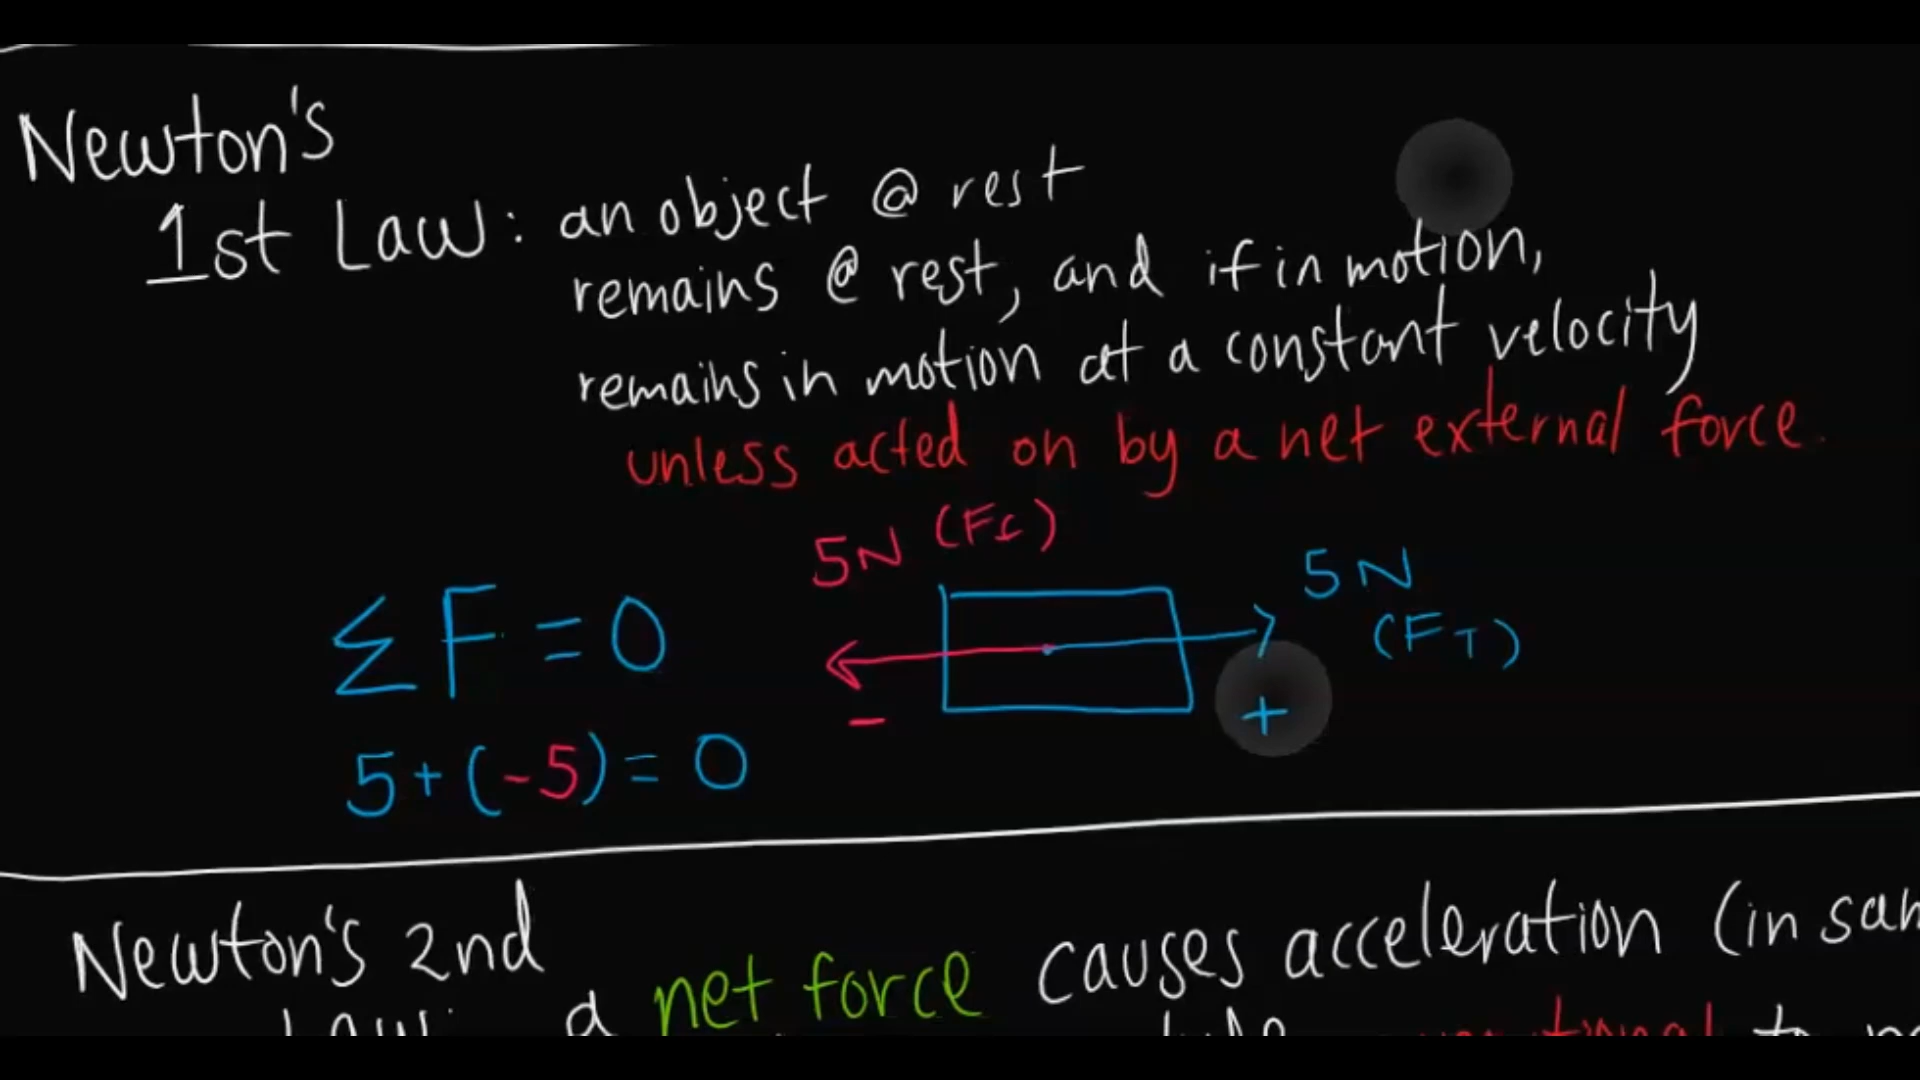 Newton's
1st Law: an object @ rest
remains @ rest, and if in motion,
remains in motion at a constant velocity
unless acted on by a net external force.
5N (Ff)
5N
(FT)
ΣF=0
-
+
5+(-5)=0
Newton's 2nd
Law: a net force causes acceleration (in